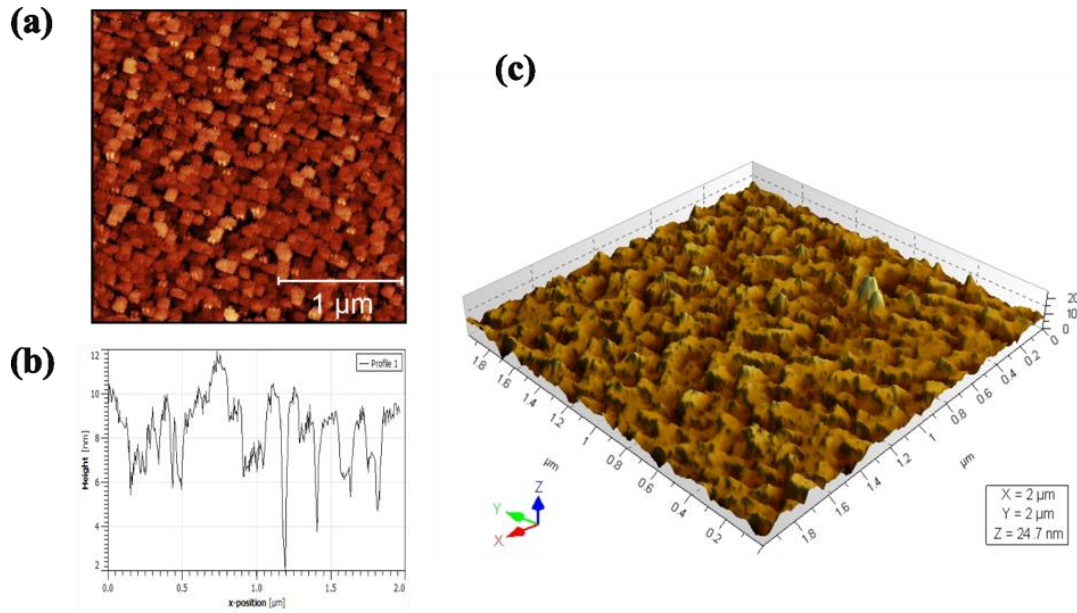 (a)
1 µm
(b)
12
10
8
6
4
2
Height [nm]
Profile 1
0.0 0.5 1.0 1.5 2.0
x-position [µm]
(c)
20
10
0
1.8 1.6 1.4 1.2 1 0.8 0.6 0.4 0.2
µm
0 0.2 0.4 0.6 0.8 1 1.2 1.4 1.6 1.8
µm
Z
Y
X
X = 2 µm
Y = 2 µm
Z = 24.7 nm